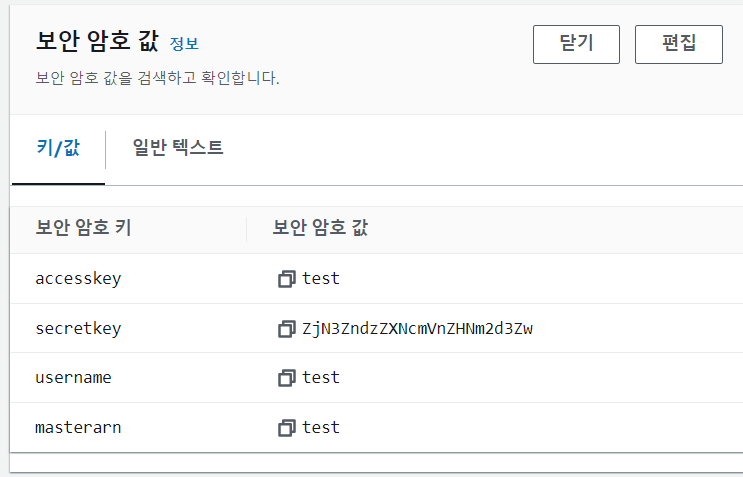 보안 암호 값 정보
닫기 편집
보안 암호 값을 검색하고 확인합니다.
키/값 일반 텍스트
보안 암호 키 보안 암호 값
accesskey test
secretkey ZjN3ZndzZXNcmVnZHNm2d3Zw
username test
masterarn test